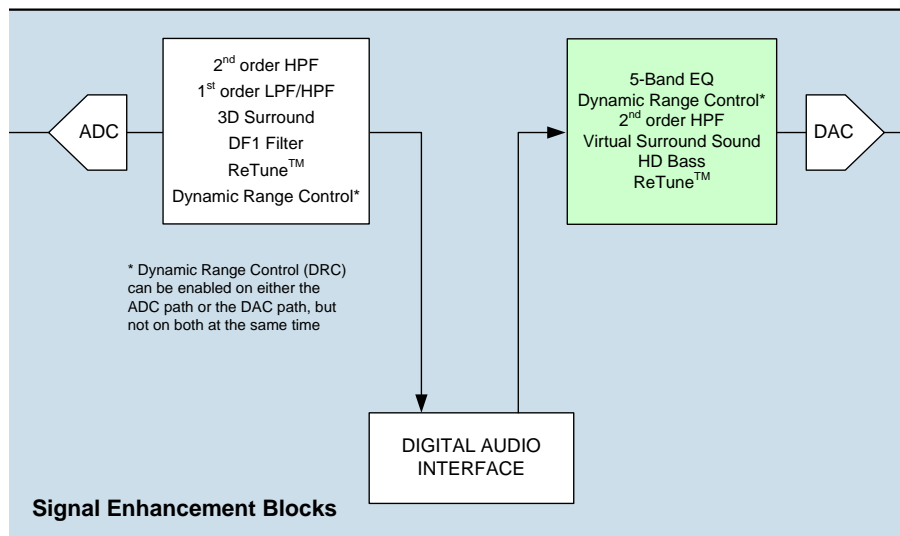 ADC
2nd order HPF
1st order LPF/HPF
3D Surround
DF1 Filter
ReTune™
Dynamic Range Control*
5-Band EQ
Dynamic Range Control*
2nd order HPF
Virtual Surround Sound
HD Bass
ReTune™
DAC
* Dynamic Range Control (DRC)
can be enabled on either the
ADC path or the DAC path, but
not on both at the same time
DIGITAL AUDIO
INTERFACE
Signal Enhancement Blocks